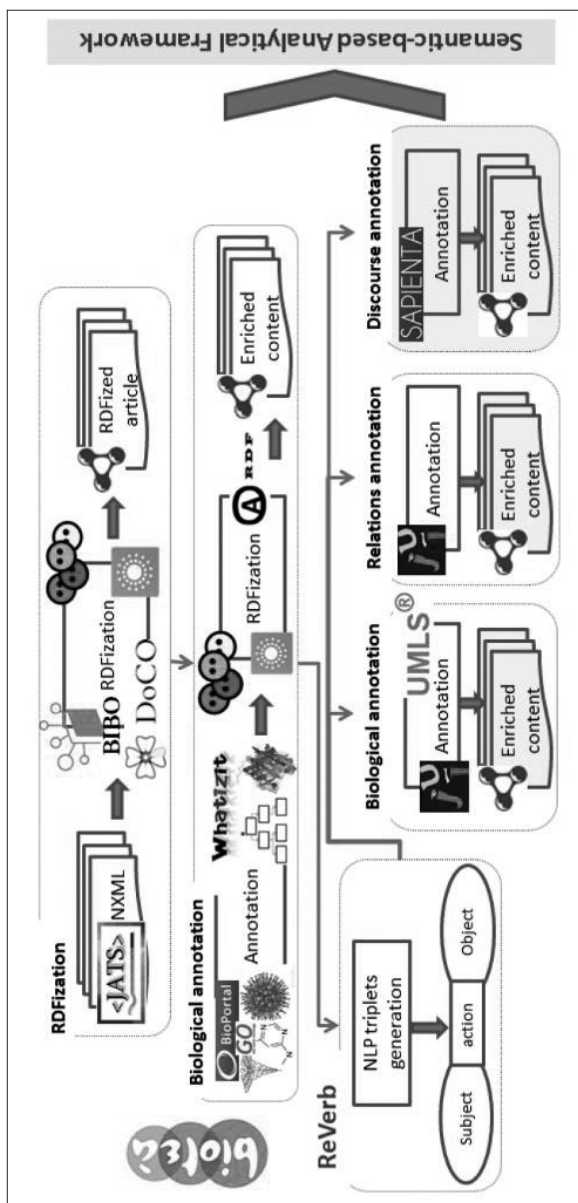 biotea
RDFization
<JATS>
NXML
BIBO
RDFization
DoCO
RDFized
article
Biological annotation
BioPortal
GO
Annotation
Whatizit
RDFization
A
RDF
Enriched
content
ReVerb
NLP triplets
generation
Subject
action
Object
Biological annotation
UMLS®
Annotation
Enriched
content
Relations annotation
Annotation
Enriched
content
Discourse annotation
SAPIENTA
Annotation
Enriched
content
Semantic-based Analytical Framework